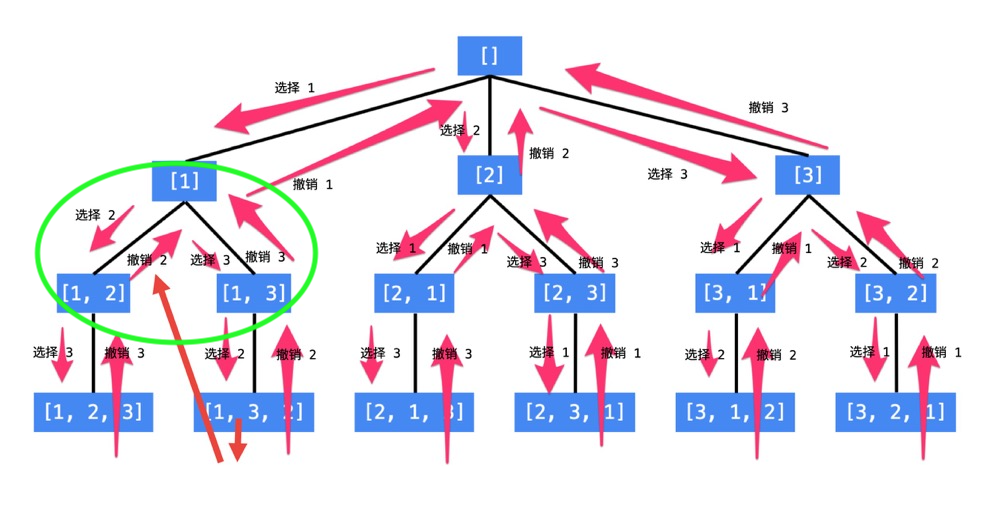 []
选择 1
撤销 3
选择 2
撤销 2
撤销 1
选择 3
[1]
[2]
[3]
选择 2
撤销 2
选择 3
撤销 3
选择 1
撤销 1
选择 3
撤销 3
选择 1
撤销 1
选择 2
撤销 2
[1, 2]
[1, 3]
[2, 1]
[2, 3]
[3, 1]
[3, 2]
选择 3
撤销 3
选择 2
撤销 2
选择 3
撤销 3
选择 1
撤销 1
选择 2
撤销 2
选择 1
撤销 1
[1, 2, 3]
[1, 3, 2]
[2, 1, 3]
[2, 3, 1]
[3, 1, 2]
[3, 2, 1]